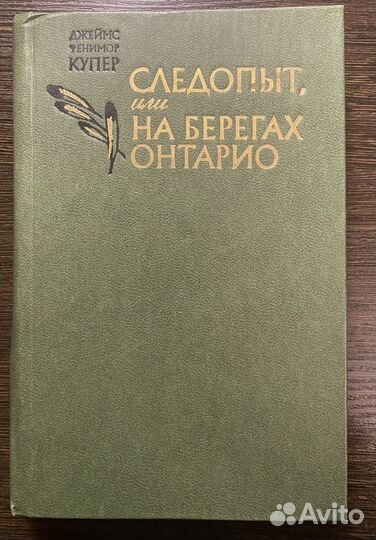 ДЖЕЙМС
ФЕНИМОР
КУПЕР
СЛЕДОПЫТ,
или
НА БЕРЕГАХ
ОНТАРИО
Avito